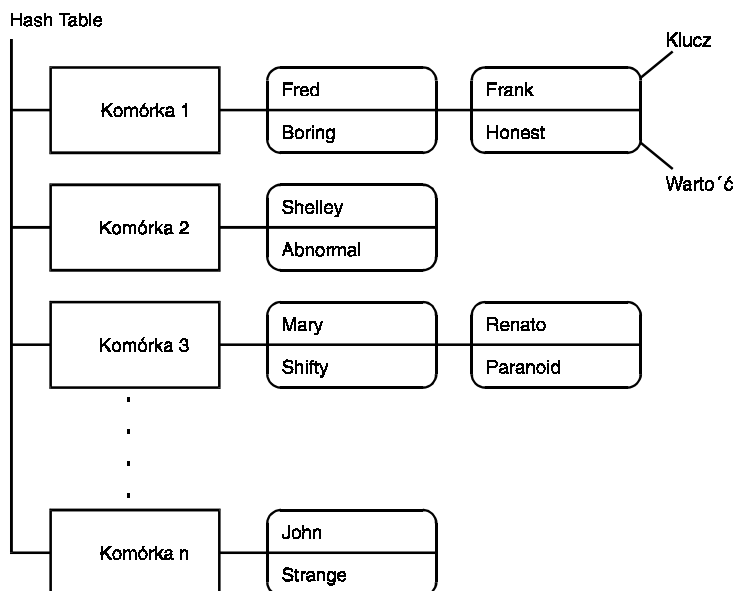 Hash Table
Klucz
Komórka 1
Fred
Boring
Frank
Honest
Warto´ć
Komórka 2
Shelley
Abnormal
Komórka 3
Mary
Shifty
Renato
Paranoid
Komórka n
John
Strange